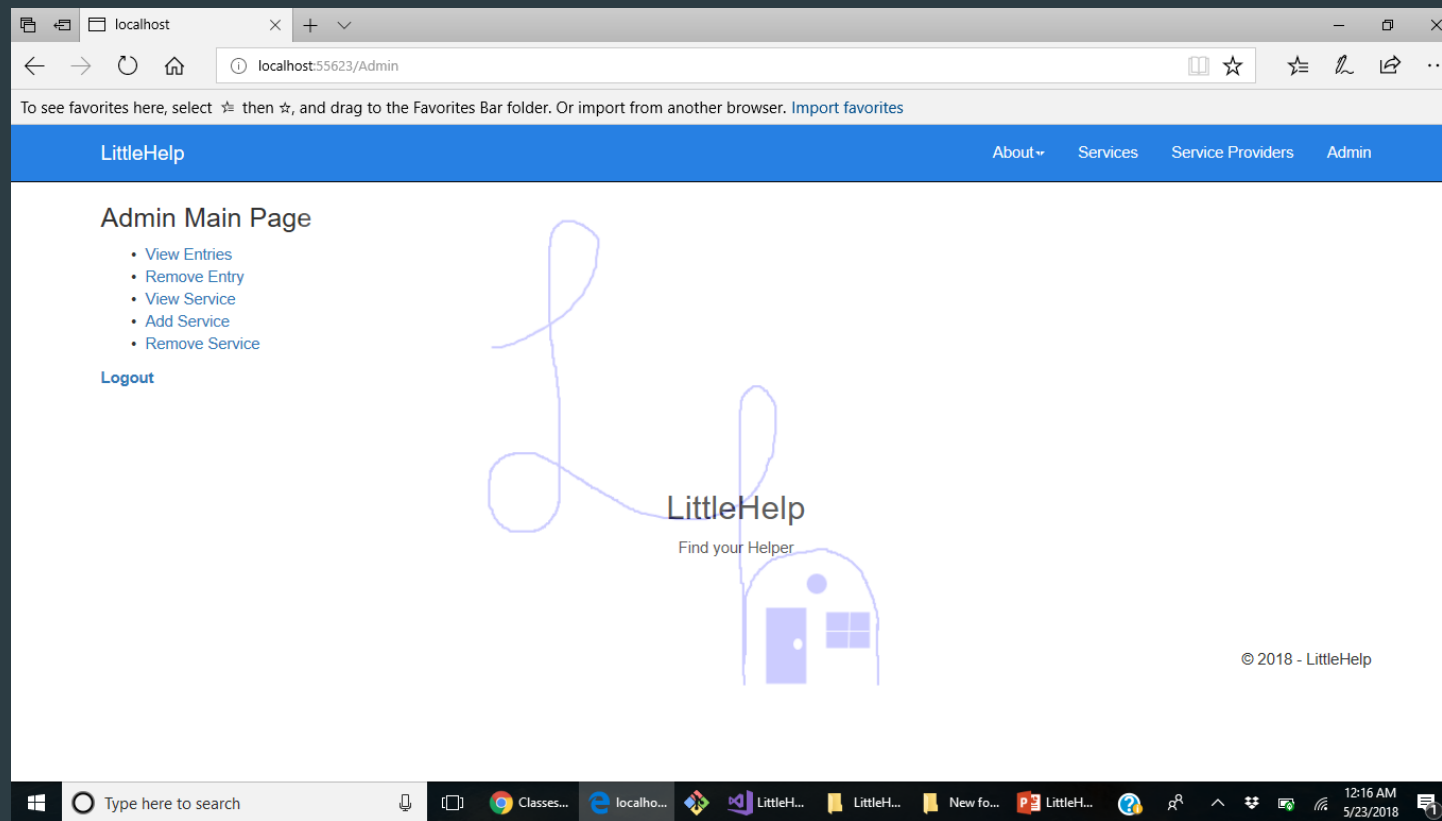 localhost
localhost:55623/Admin
To see favorites here, select then , and drag to the Favorites Bar folder. Or import from another browser. Import favorites
LittleHelp About Services Service Providers Admin
Admin Main Page
• View Entries
• Remove Entry
• View Service
• Add Service
• Remove Service
Logout
LittleHelp
Find your Helper
© 2018 - LittleHelp
Type here to search Classes... localho... LittleH... LittleH... New fo... LittleH... 12:16 AM
5/23/2018
1